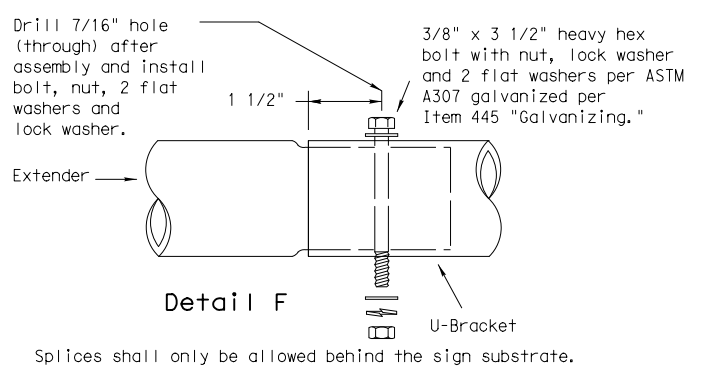 Drill 7/16" hole
(through) after
assembly and install
bolt, nut, 2 flat
washers and
lock washer.
3/8" x 3 1/2" heavy hex
bolt with nut, lock washer
and 2 flat washers per ASTM
A307 galvanized per
Item 445 "Galvanizing."
1 1/2"
Extender
Detail F
U-Bracket
Splices shall only be allowed behind the sign substrate.